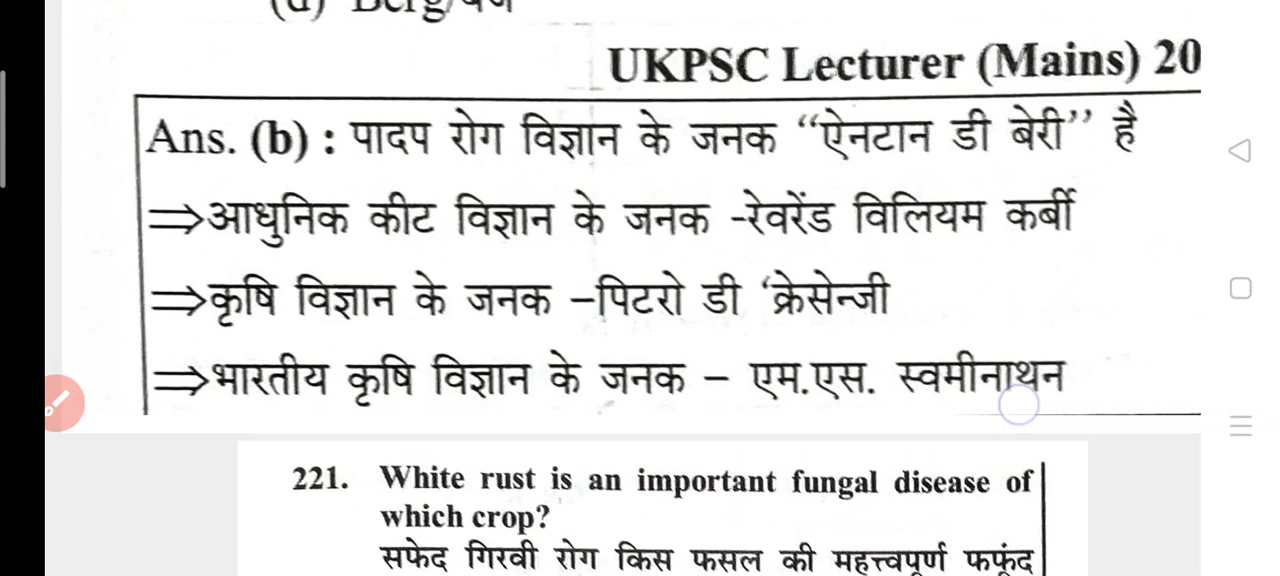 UKPSC Lecturer (Mains) 20
Ans. (b) : पादप रोग विज्ञान के जनक “ऐनटान डी बेरी” है
⇒आधुनिक कीट विज्ञान के जनक -रेवरेंड विलियम कर्बी
⇒कृषि विज्ञान के जनक –पिटरो डी ‘क्रेसेन्जी
⇒भारतीय कृषि विज्ञान के जनक – एम.एस. स्वमीनाथन
221. White rust is an important fungal disease of
which crop?
सफेद गिरवी रोग किस फसल की महत्त्वपूर्ण फफूंद